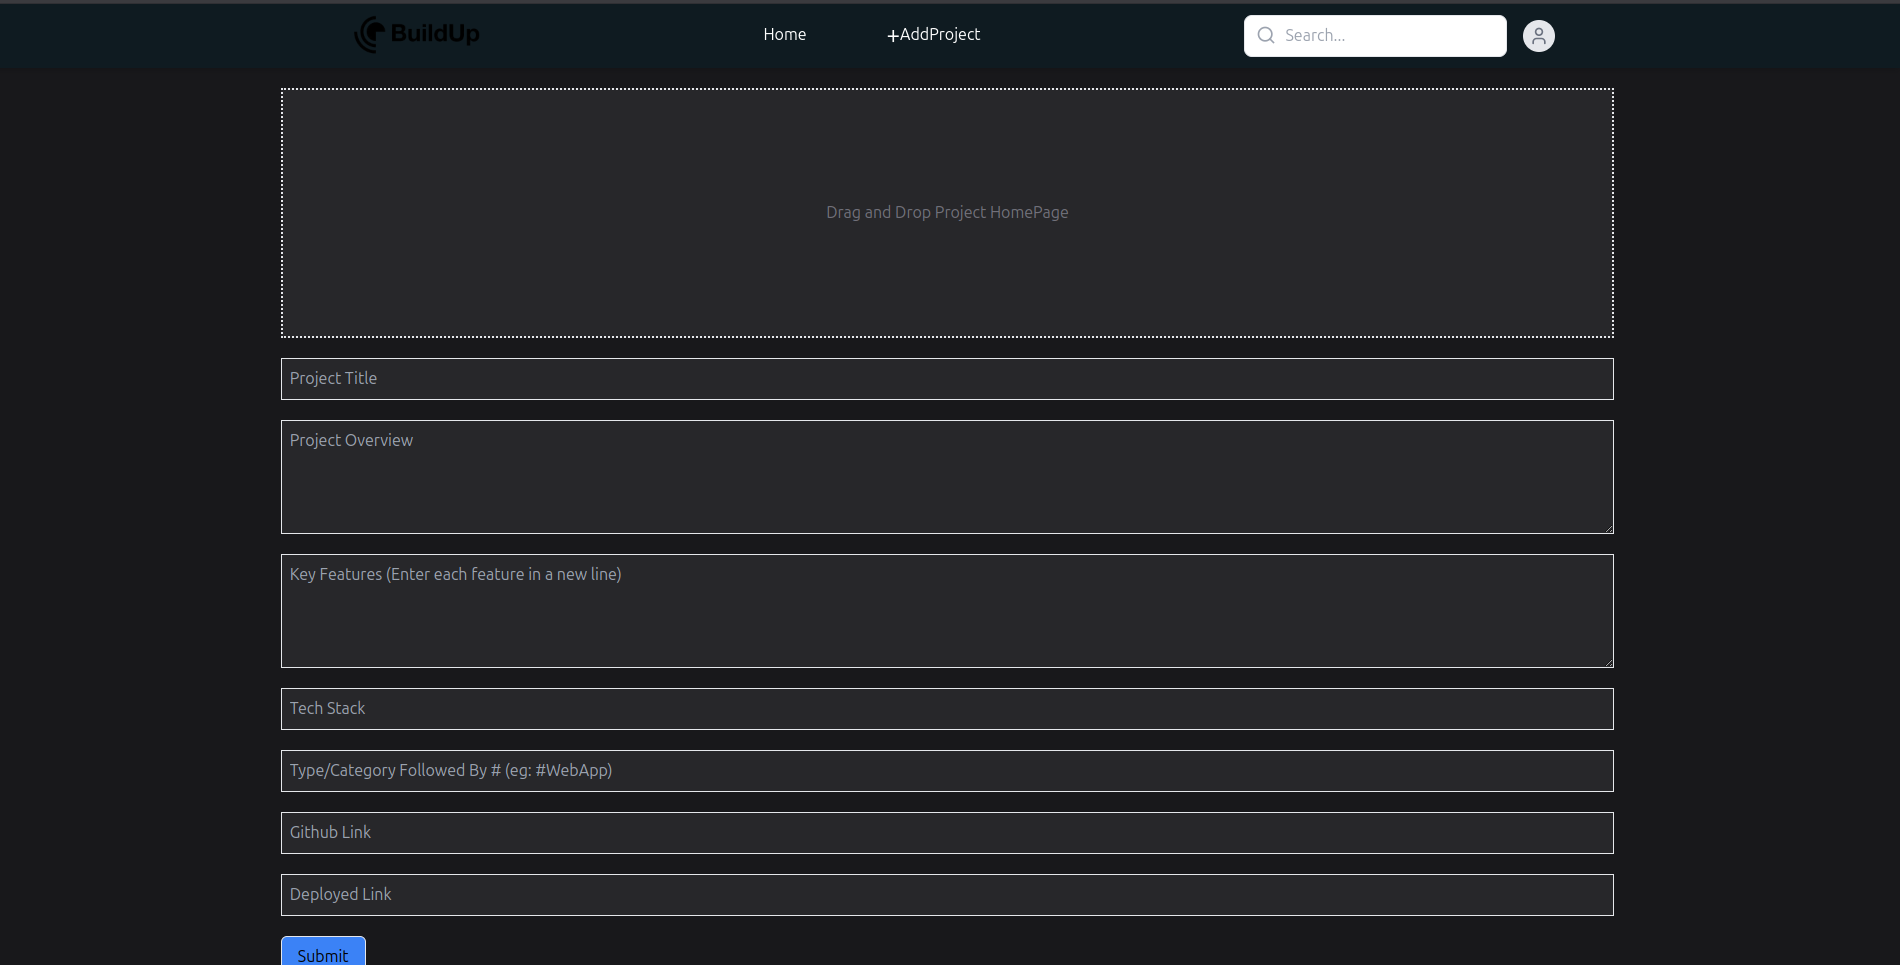 BuildUp
Home
+AddProject
Search...
Drag and Drop Project HomePage
Project Title
Project Overview
Key Features (Enter each feature in a new line)
Tech Stack
Type/Category Followed By # (eg: #WebApp)
Github Link
Deployed Link
Submit